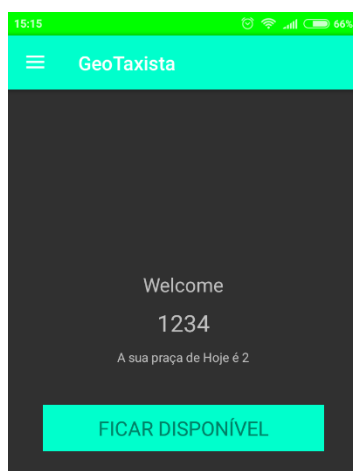 15:15 66%
GeoTaxista
Welcome
1234
A sua praça de Hoje é 2
FICAR DISPONÍVEL